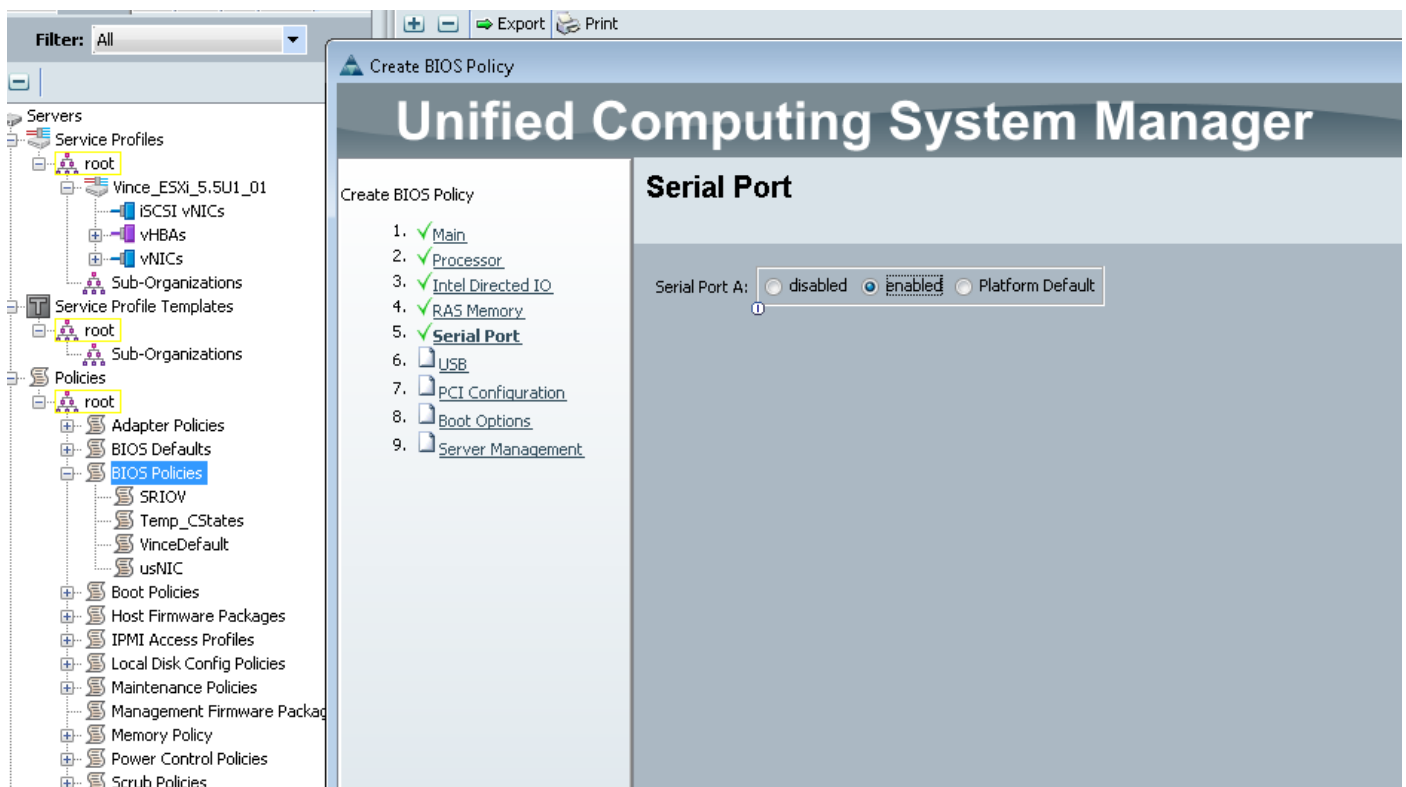 Export Print
Filter: All
Create BIOS Policy
Unified Computing System Manager
Servers
Service Profiles
root
Vince_ESXi_5.5U1_01
iSCSI vNICs
vHBAs
vNICs
Sub-Organizations
Service Profile Templates
root
Sub-Organizations
Policies
root
Adapter Policies
BIOS Defaults
BIOS Policies
SRIOV
Temp_CStates
VinceDefault
usNIC
Boot Policies
Host Firmware Packages
IPMI Access Profiles
Local Disk Config Policies
Maintenance Policies
Management Firmware Packag
Memory Policy
Power Control Policies
Scrub Policies
Create BIOS Policy
1. Main
2. Processor
3. Intel Directed IO
4. RAS Memory
5. Serial Port
6. USB
7. PCI Configuration
8. Boot Options
9. Server Management
Serial Port
Serial Port A: disabled enabled Platform Default